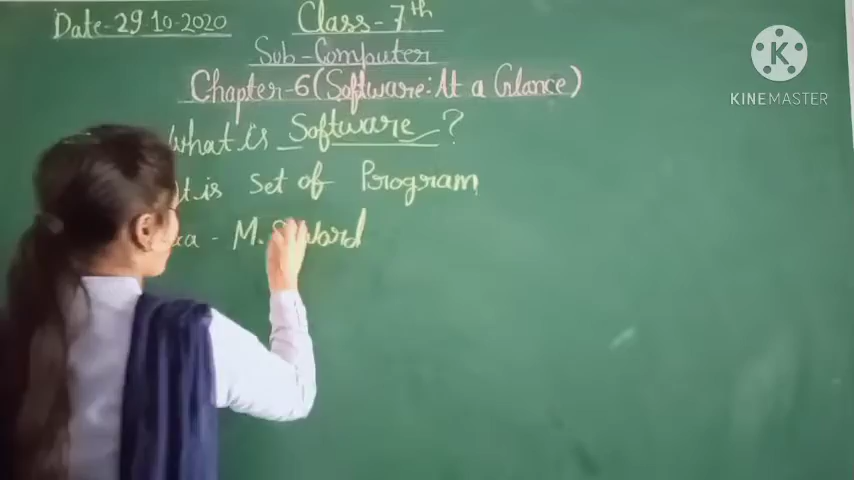 Date-29.10-2020
Class-7th
Sub-Computer
Chapter-6(Software: At a Glance)
What is Software?
It is Set of Program
M.
KINEMASTER